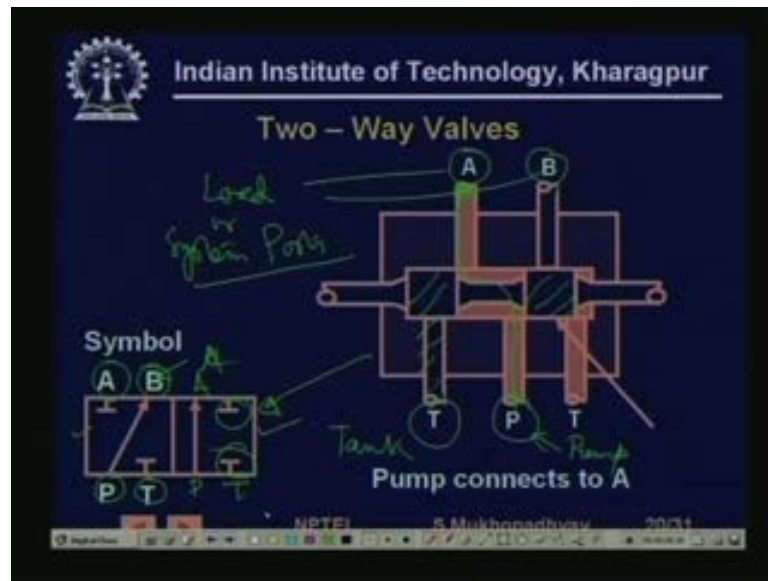 Indian Institute of Technology, Kharagpur
Two – Way Valves
A B
Load
or
System Ports
Symbol
A B A
T P T
P T P T
Tank
Pump
Pump connects to A
NPTEL S.Mukhopadhyay 20/31